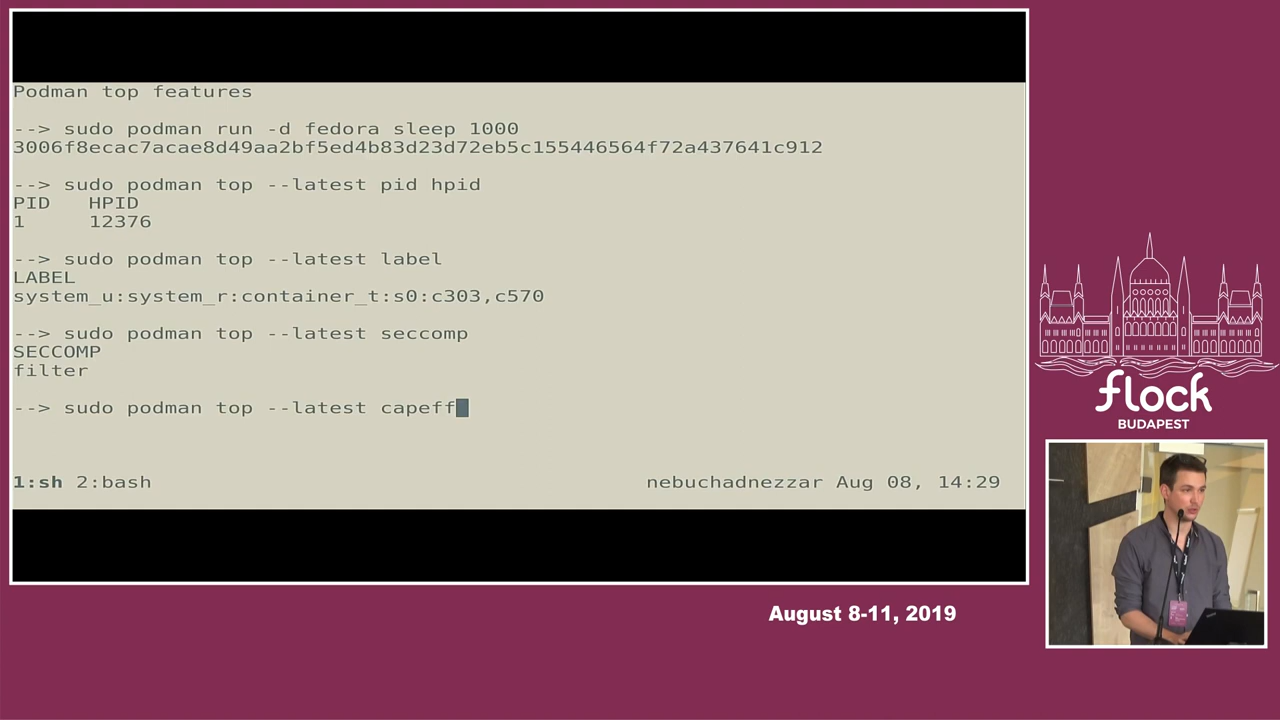 Podman top features
--> sudo podman run -d fedora sleep 1000
3006f8ecac7acae8d49aa2bf5ed4b83d23d72eb5c155446564f72a437641c912
--> sudo podman top --latest pid hpid
PID HPID
1 12376
--> sudo podman top --latest label
LABEL
system_u:system_r:container_t:s0:c303,c570
--> sudo podman top --latest seccomp
SECCOMP
filter
--> sudo podman top --latest capeff
1:sh 2:bash nebuchadnezzar Aug 08, 14:29
flock
BUDAPEST
August 8-11, 2019